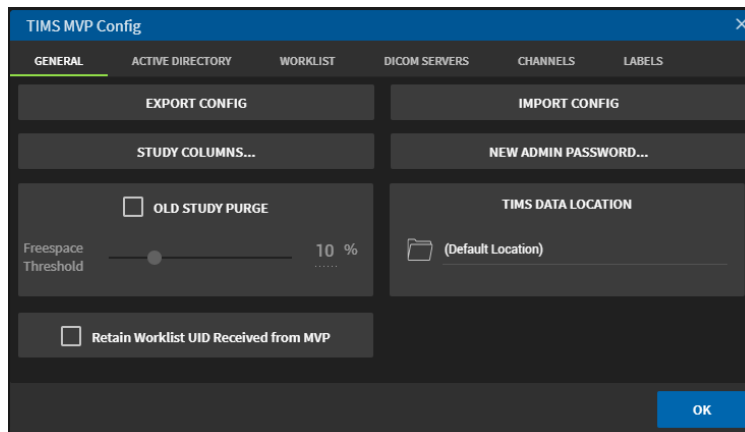 TIMS MVP Config
GENERAL ACTIVE DIRECTORY WORKLIST DICOM SERVERS CHANNELS LABELS
EXPORT CONFIG
IMPORT CONFIG
STUDY COLUMNS...
NEW ADMIN PASSWORD...
OLD STUDY PURGE
Freespace
Threshold
10 %
TIMS DATA LOCATION
(Default Location)
Retain Worklist UID Received from MVP
OK